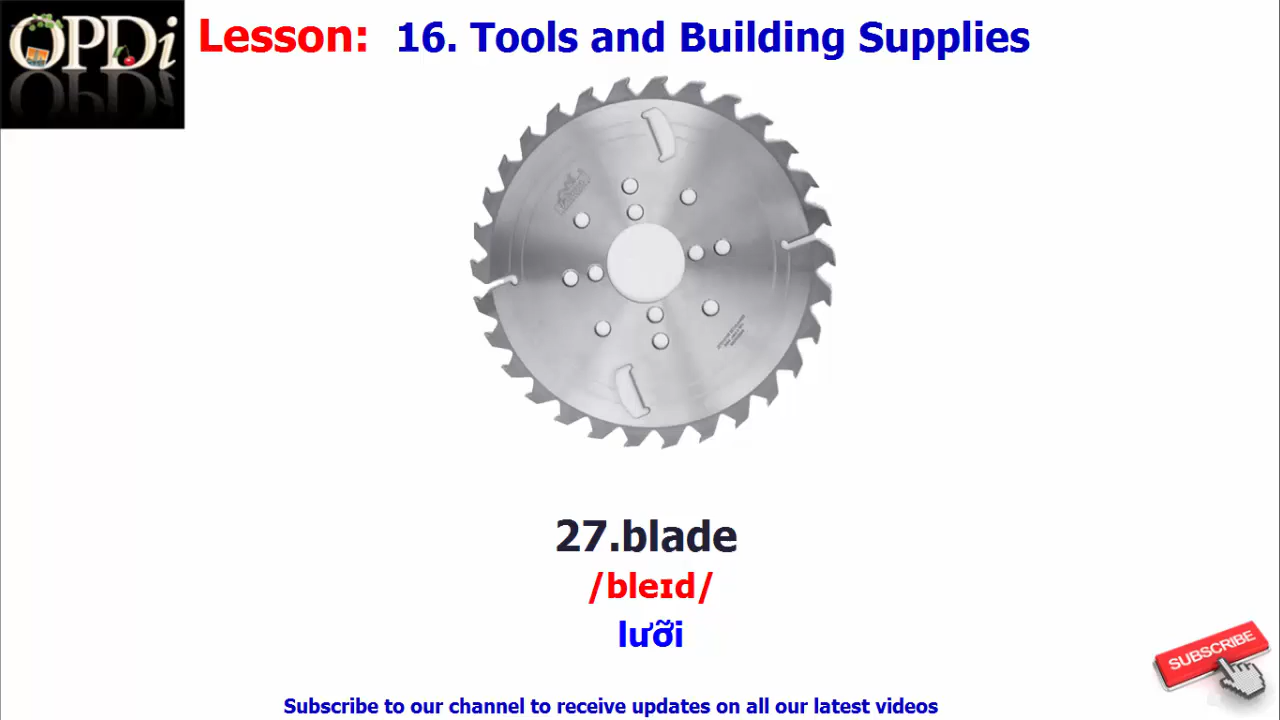 OPDi
Lesson: 16. Tools and Building Supplies
27.blade
/bleɪd/
lưỡi
SUBSCRIBE
Subscribe to our channel to receive updates on all our latest videos